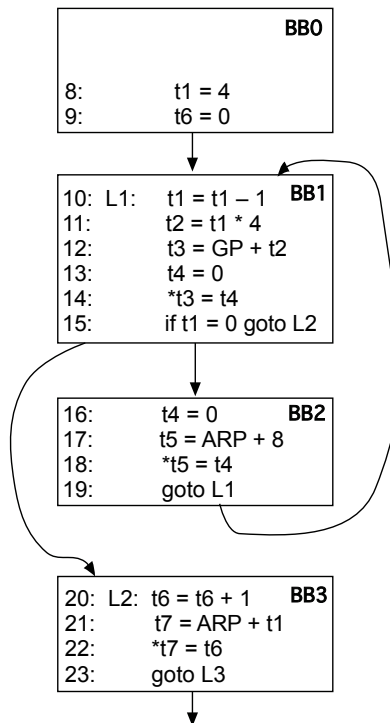 BB0
8: t1 = 4
9: t6 = 0
10: L1: t1 = t1 – 1 BB1
11: t2 = t1 * 4
12: t3 = GP + t2
13: t4 = 0
14: *t3 = t4
15: if t1 = 0 goto L2
16: t4 = 0 BB2
17: t5 = ARP + 8
18: *t5 = t4
19: goto L1
20: L2: t6 = t6 + 1 BB3
21: t7 = ARP + t1
22: *t7 = t6
23: goto L3